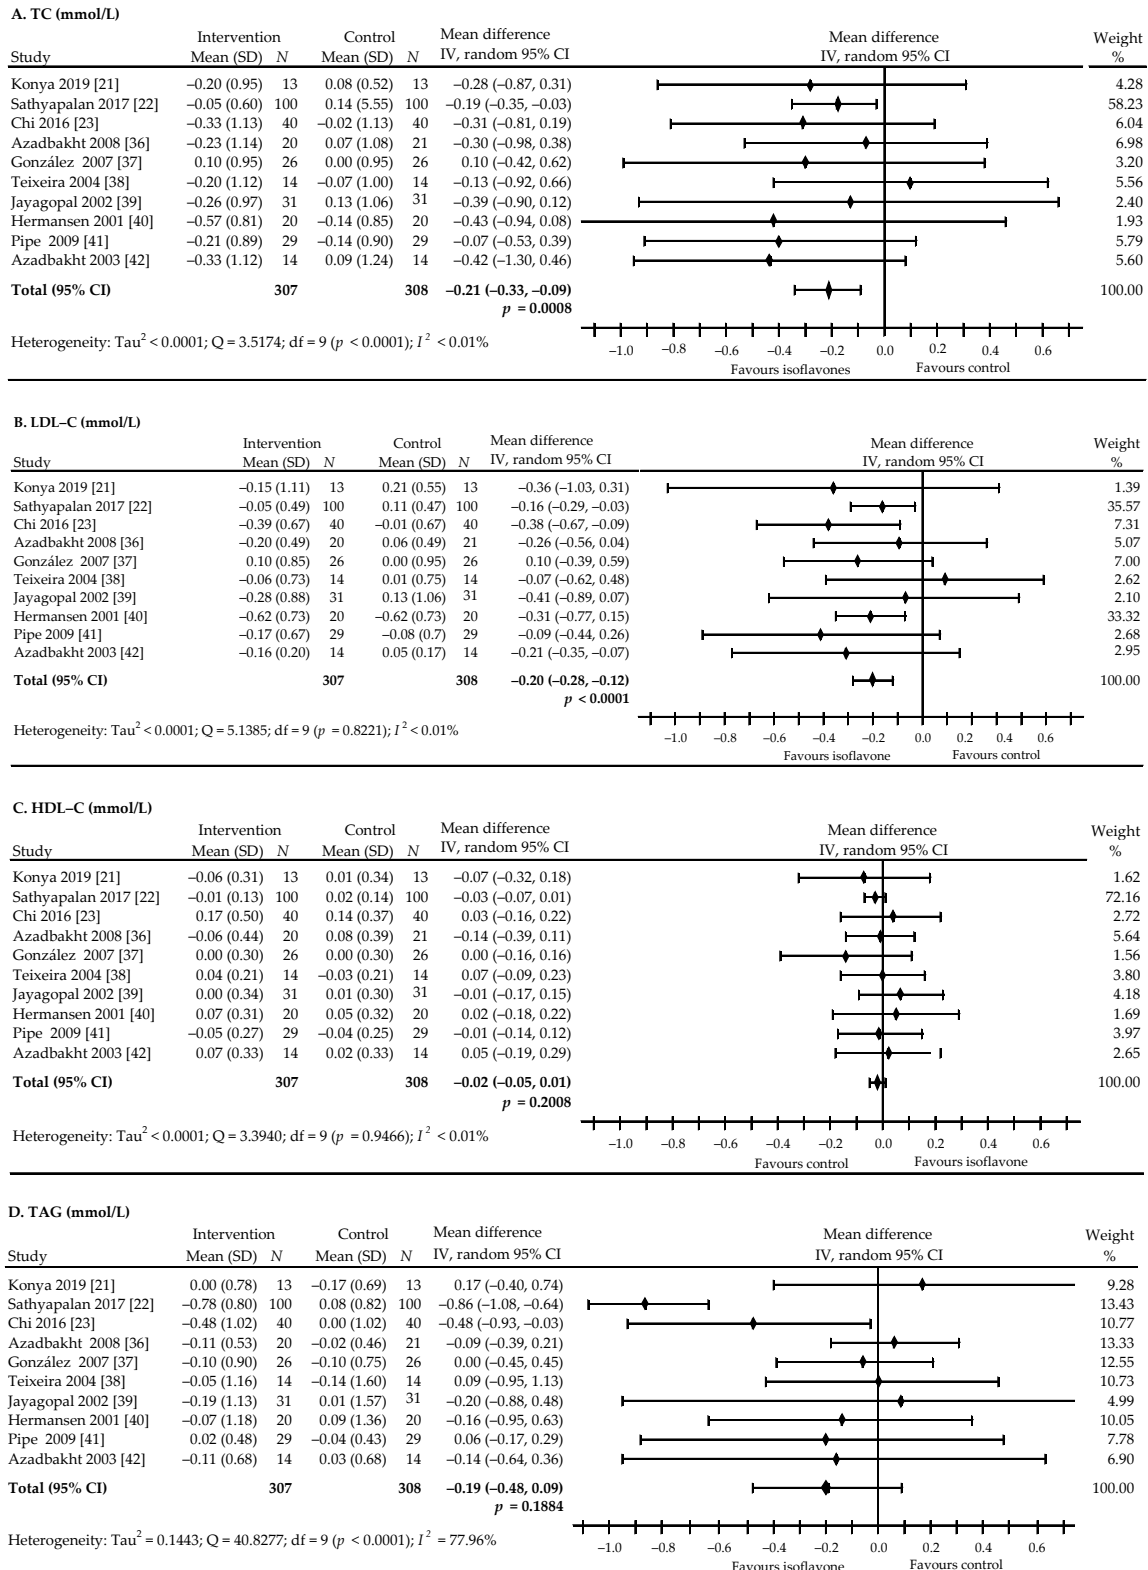 A. TC (mmol/L)
Intervention Control Mean difference Mean difference Weight
Study Mean (SD) N Mean (SD) N IV, random 95% CI IV, random 95% CI %
Konya 2019 [21] −0.20 (0.95) 13 0.08 (0.52) 13 −0.28 (−0.87, 0.31) 4.28
Sathyapalan 2017 [22] −0.05 (0.60) 100 0.14 (5.55) 100 −0.19 (−0.35, −0.03) 58.23
Chi 2016 [23] −0.33 (1.13) 40 −0.02 (1.13) 40 −0.31 (−0.81, 0.19) 6.04
Azadbakht 2008 [36] −0.23 (1.14) 20 0.07 (1.08) 21 −0.30 (−0.98, 0.38) 6.98
González 2007 [37] 0.10 (0.95) 26 0.00 (0.95) 26 0.10 (−0.42, 0.62) 3.20
Teixeira 2004 [38] −0.20 (1.12) 14 −0.07 (1.00) 14 −0.13 (−0.92, 0.66) 5.56
Jayagopal 2002 [39] −0.26 (0.97) 31 0.13 (1.06) 31 −0.39 (−0.90, 0.12) 2.40
Hermansen 2001 [40] −0.57 (0.81) 20 −0.14 (0.85) 20 −0.43 (−0.94, 0.08) 1.93
Pipe 2009 [41] −0.21 (0.89) 29 −0.14 (0.90) 29 −0.07 (−0.53, 0.39) 5.79
Azadbakht 2003 [42] −0.33 (1.12) 14 0.09 (1.24) 14 −0.42 (−1.30, 0.46) 5.60
Total (95% CI) 307 308 −0.21 (−0.33, −0.09) 100.00
p = 0.0008
Heterogeneity: Tau² < 0.0001; Q = 3.5174; df = 9 (p < 0.0001); I² < 0.01%
−1.0 −0.8 −0.6 −0.4 −0.2 0.0 0.2 0.4 0.6
Favours isoflavones Favours control
B. LDL–C (mmol/L)
Intervention Control Mean difference Mean difference Weight
Study Mean (SD) N Mean (SD) N IV, random 95% CI IV, random 95% CI %
Konya 2019 [21] −0.15 (1.11) 13 0.21 (0.55) 13 −0.36 (−1.03, 0.31) 1.39
Sathyapalan 2017 [22] −0.05 (0.49) 100 0.11 (0.47) 100 −0.16 (−0.29, −0.03) 35.57
Chi 2016 [23] −0.39 (0.67) 40 −0.01 (0.67) 40 −0.38 (−0.67, −0.09) 7.31
Azadbakht 2008 [36] −0.20 (0.49) 20 0.06 (0.49) 21 −0.26 (−0.56, 0.04) 5.07
González 2007 [37] 0.10 (0.85) 26 0.00 (0.95) 26 0.10 (−0.39, 0.59) 7.00
Teixeira 2004 [38] −0.06 (0.73) 14 0.01 (0.75) 14 −0.07 (−0.62, 0.48) 2.62
Jayagopal 2002 [39] −0.28 (0.88) 31 0.13 (1.06) 31 −0.41 (−0.89, 0.07) 2.10
Hermansen 2001 [40] −0.62 (0.73) 20 −0.62 (0.73) 20 −0.31 (−0.77, 0.15) 33.32
Pipe 2009 [41] −0.17 (0.67) 29 −0.08 (0.7) 29 −0.09 (−0.44, 0.26) 2.68
Azadbakht 2003 [42] −0.16 (0.20) 14 0.05 (0.17) 14 −0.21 (−0.35, −0.07) 2.95
Total (95% CI) 307 308 −0.20 (−0.28, −0.12) 100.00
p < 0.0001
Heterogeneity: Tau² < 0.0001; Q = 5.1385; df = 9 (p = 0.8221); I² < 0.01%
−1.0 −0.8 −0.6 −0.4 −0.2 0.0 0.2 0.4 0.6
Favours isoflavone Favours control
C. HDL–C (mmol/L)
Intervention Control Mean difference Mean difference Weight
Study Mean (SD) N Mean (SD) N IV, random 95% CI IV, random 95% CI %
Konya 2019 [21] −0.06 (0.31) 13 0.01 (0.34) 13 −0.07 (−0.32, 0.18) 1.62
Sathyapalan 2017 [22] −0.01 (0.13) 100 0.02 (0.14) 100 −0.03 (−0.07, 0.01) 72.16
Chi 2016 [23] 0.17 (0.50) 40 0.14 (0.37) 40 0.03 (−0.16, 0.22) 2.72
Azadbakht 2008 [36] −0.06 (0.44) 20 0.08 (0.39) 21 −0.14 (−0.39, 0.11) 5.64
González 2007 [37] 0.00 (0.30) 26 0.00 (0.30) 26 0.00 (−0.16, 0.16) 1.56
Teixeira 2004 [38] 0.04 (0.21) 14 −0.03 (0.21) 14 0.07 (−0.09, 0.23) 3.80
Jayagopal 2002 [39] 0.00 (0.34) 31 0.01 (0.30) 31 −0.01 (−0.17, 0.15) 4.18
Hermansen 2001 [40] 0.07 (0.31) 20 0.05 (0.32) 20 0.02 (−0.18, 0.22) 1.69
Pipe 2009 [41] −0.05 (0.27) 29 −0.04 (0.25) 29 −0.01 (−0.14, 0.12) 3.97
Azadbakht 2003 [42] 0.07 (0.33) 14 0.02 (0.33) 14 0.05 (−0.19, 0.29) 2.65
Total (95% CI) 307 308 −0.02 (−0.05, 0.01) 100.00
p = 0.2008
Heterogeneity: Tau² < 0.0001; Q = 3.3940; df = 9 (p = 0.9466); I² < 0.01%
−1.0 −0.8 −0.6 −0.4 −0.2 0.0 0.2 0.4 0.6
Favours control Favours isoflavone
D. TAG (mmol/L)
Intervention Control Mean difference Mean difference Weight
Study Mean (SD) N Mean (SD) N IV, random 95% CI IV, random 95% CI %
Konya 2019 [21] 0.00 (0.78) 13 −0.17 (0.69) 13 0.17 (−0.40, 0.74) 9.28
Sathyapalan 2017 [22] −0.78 (0.80) 100 0.08 (0.82) 100 −0.86 (−1.08, −0.64) 13.43
Chi 2016 [23] −0.48 (1.02) 40 0.00 (1.02) 40 −0.48 (−0.93, −0.03) 10.77
Azadbakht 2008 [36] −0.11 (0.53) 20 −0.02 (0.46) 21 −0.09 (−0.39, 0.21) 13.33
González 2007 [37] −0.10 (0.90) 26 −0.10 (0.75) 26 0.00 (−0.45, 0.45) 12.55
Teixeira 2004 [38] −0.05 (1.16) 14 −0.14 (1.60) 14 0.09 (−0.95, 1.13) 10.73
Jayagopal 2002 [39] −0.19 (1.13) 31 0.01 (1.57) 31 −0.20 (−0.88, 0.48) 4.99
Hermansen 2001 [40] −0.07 (1.18) 20 0.09 (1.36) 20 −0.16 (−0.95, 0.63) 10.05
Pipe 2009 [41] 0.02 (0.48) 29 −0.04 (0.43) 29 0.06 (−0.17, 0.29) 7.78
Azadbakht 2003 [42] −0.11 (0.68) 14 0.03 (0.68) 14 −0.14 (−0.64, 0.36) 6.90
Total (95% CI) 307 308 −0.19 (−0.48, 0.09) 100.00
p = 0.1884
Heterogeneity: Tau² = 0.1443; Q = 40.8277; df = 9 (p < 0.0001); I² = 77.96%
−1.0 −0.8 −0.6 −0.4 −0.2 0.0 0.2 0.4 0.6
Favours isoflavone Favours control